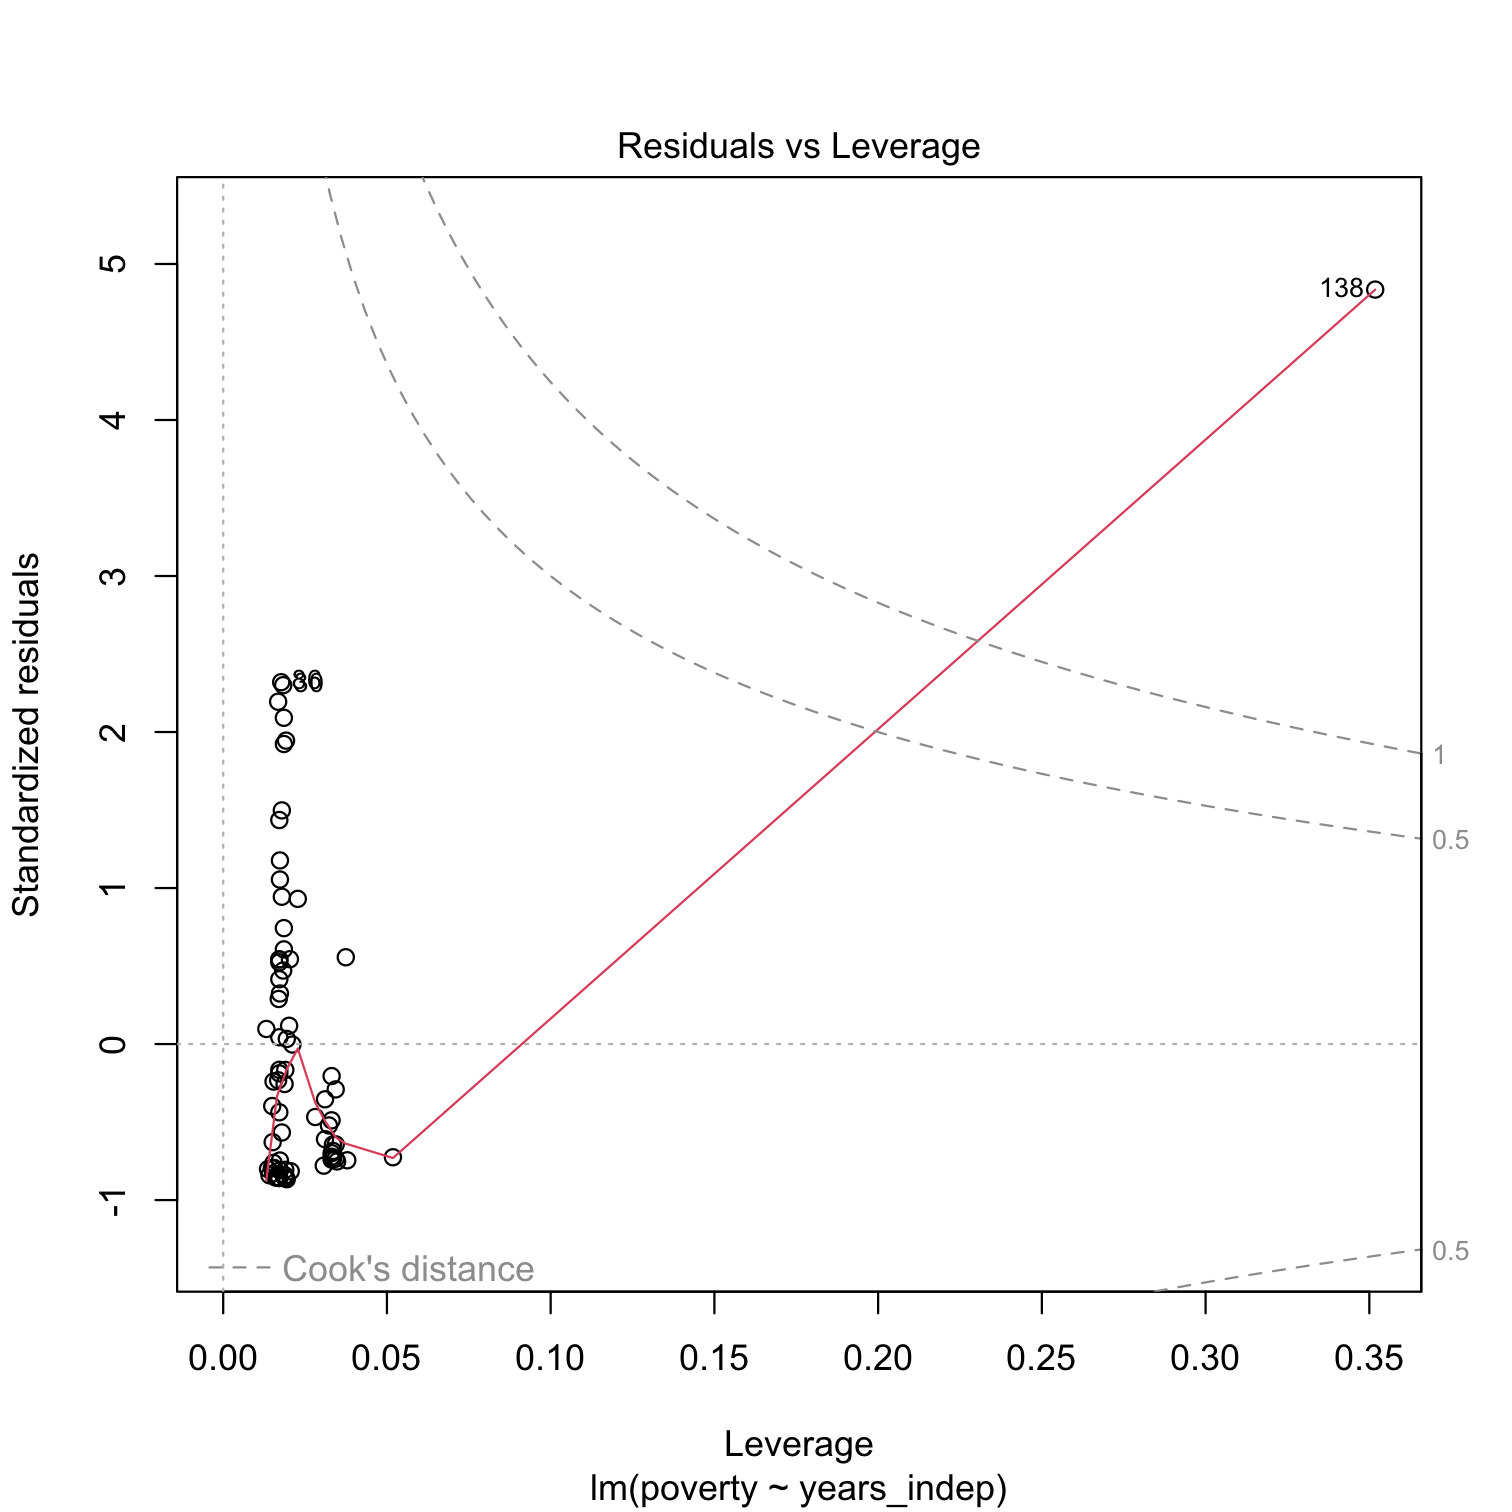 Residuals vs Leverage
Standardized residuals
5
4
3
2
1
0
-1
138
1
0.5
0.5
Cook's distance
0.00 0.05 0.10 0.15 0.20 0.25 0.30 0.35
Leverage
lm(poverty ~ years_indep)